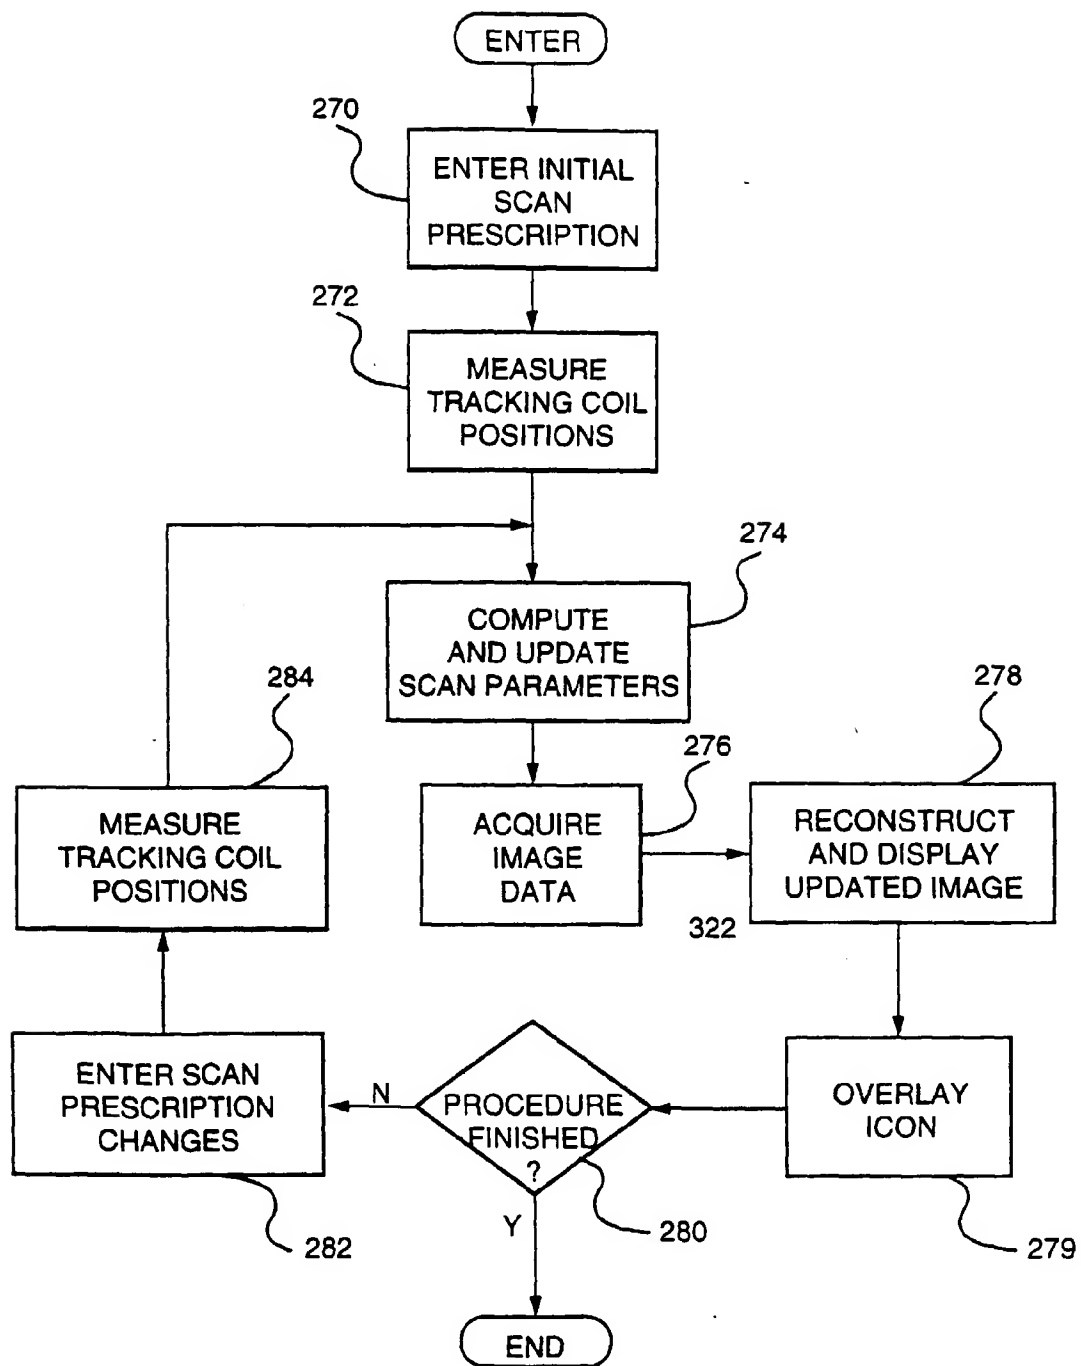 ENTER
270
ENTER INITIAL
SCAN
PRESCRIPTION
272
MEASURE
TRACKING COIL
POSITIONS
274
COMPUTE
AND UPDATE
SCAN PARAMETERS
284
MEASURE
TRACKING COIL
POSITIONS
276
ACQUIRE
IMAGE
DATA
278
RECONSTRUCT
AND DISPLAY
UPDATED IMAGE
322
ENTER SCAN
PRESCRIPTION
CHANGES
282
N
PROCEDURE
FINISHED
?
280
Y
OVERLAY
ICON
279
END